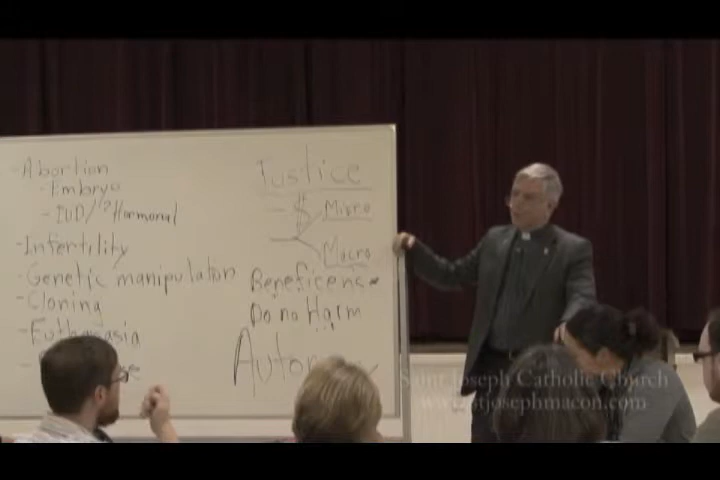 - Abortion
- Embryo
- IUD/? Hormonal
- Infertility
- Genetic manipulation
- Cloning
- Euthanasia
Justice
- $
Micro
Macro
Beneficence
Do no Harm
Saint Joseph Catholic Church
www.stjosephmacon.com